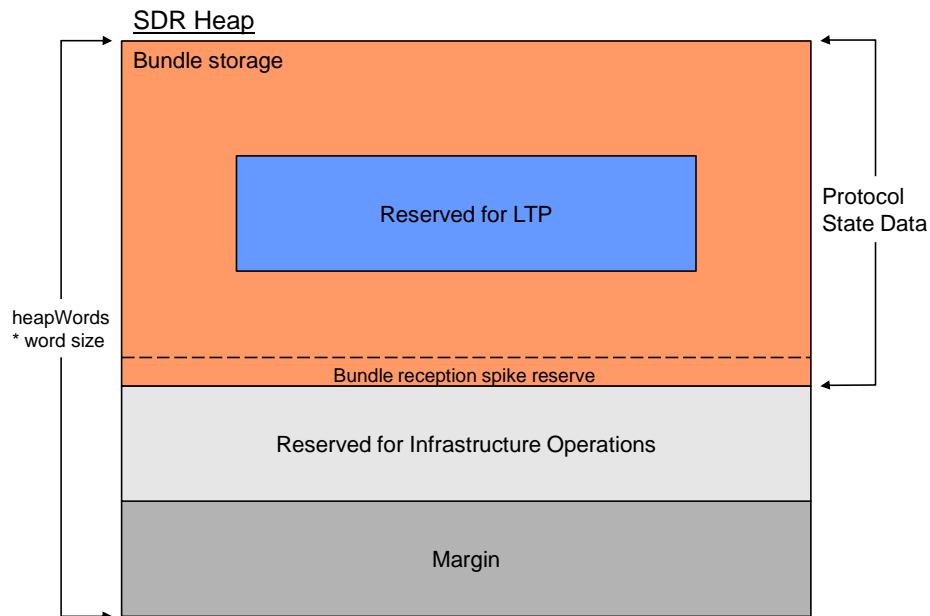 SDR Heap
Bundle storage
Reserved for LTP
Protocol
State Data
heapWords
* word size
Bundle reception spike reserve
Reserved for Infrastructure Operations
Margin